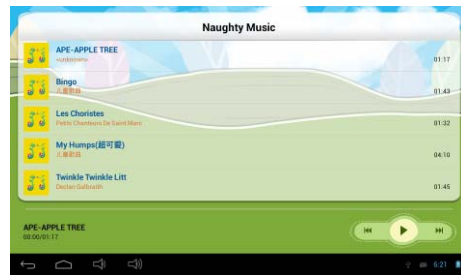 Naughty Music
APE-APPLE TREE
<unknown>
01:17
Bingo
儿童歌曲
01:43
Les Choristes
Petits Chanteurs De Saint Marc
01:32
My Humps(超可爱)
儿童歌曲
04:10
Twinkle Twinkle Litt
Declan Galbraith
01:45
APE-APPLE TREE
00:00/01:17
6:21